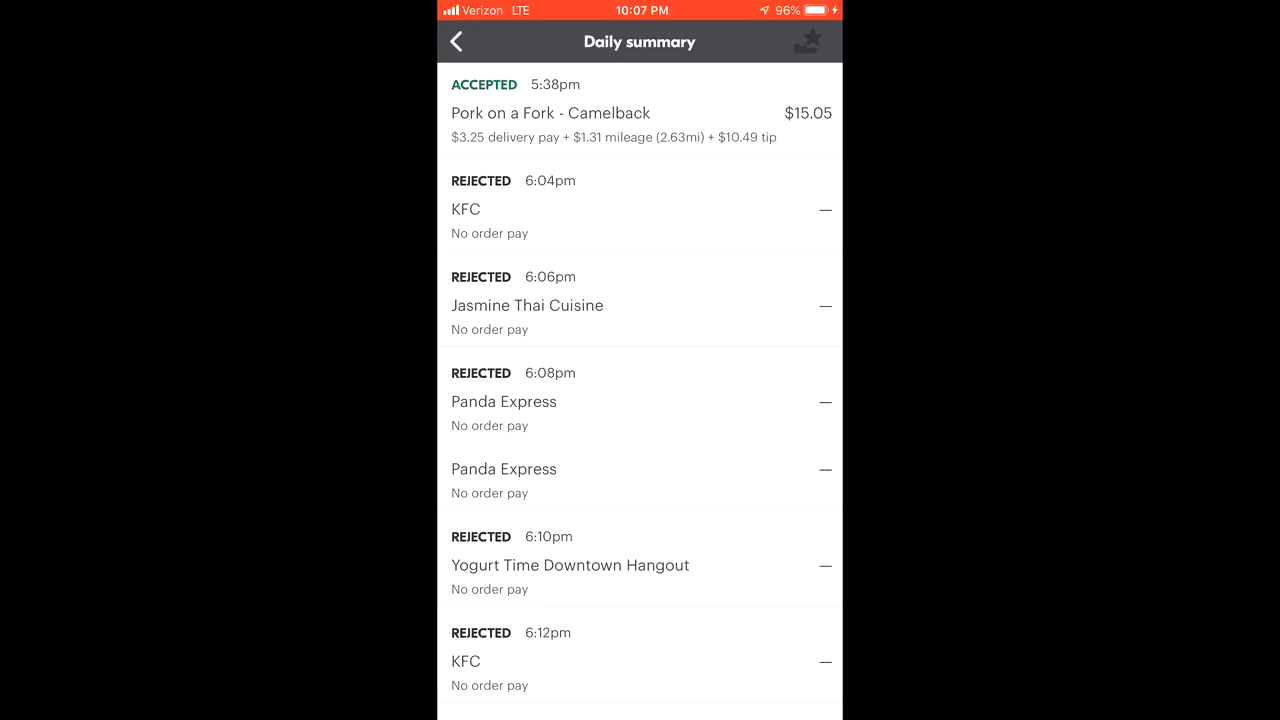 Verizon LTE 10:07 PM 96%
Daily summary
ACCEPTED 5:38pm
Pork on a Fork - Camelback $15.05
$3.25 delivery pay + $1.31 mileage (2.63mi) + $10.49 tip
REJECTED 6:04pm
KFC —
No order pay
REJECTED 6:06pm
Jasmine Thai Cuisine —
No order pay
REJECTED 6:08pm
Panda Express —
No order pay
Panda Express —
No order pay
REJECTED 6:10pm
Yogurt Time Downtown Hangout —
No order pay
REJECTED 6:12pm
KFC —
No order pay